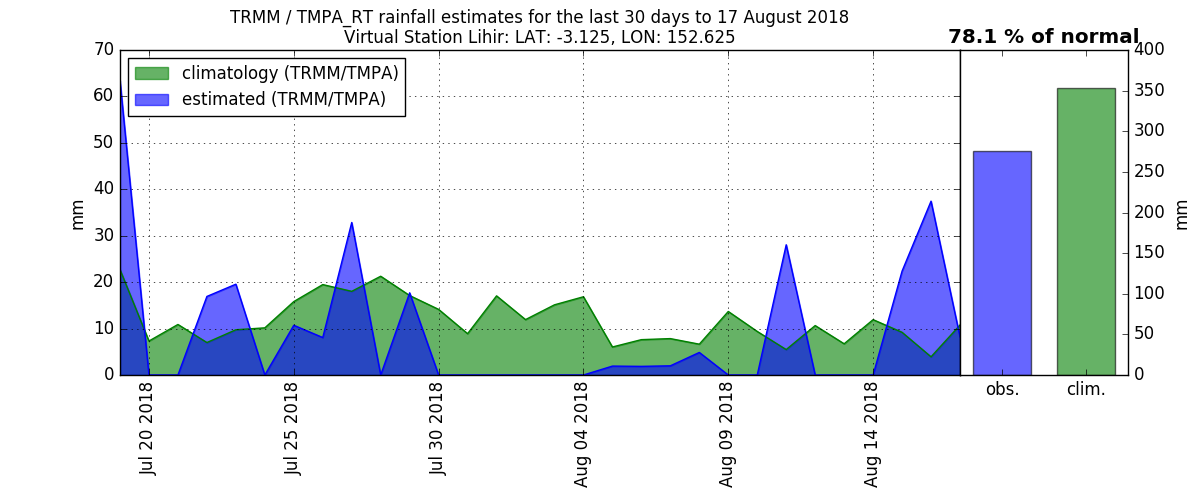 TRMM / TMPA_RT rainfall estimates for the last 30 days to 17 August 2018
Virtual Station Lihir: LAT: -3.125, LON: 152.625
78.1 % of normal
climatology (TRMM/TMPA)
estimated (TRMM/TMPA)
70
60
50
40
30
20
10
0
mm
400
350
300
250
200
150
100
50
0
mm
Jul 20 2018
Jul 25 2018
Jul 30 2018
Aug 04 2018
Aug 09 2018
Aug 14 2018
obs.
clim.